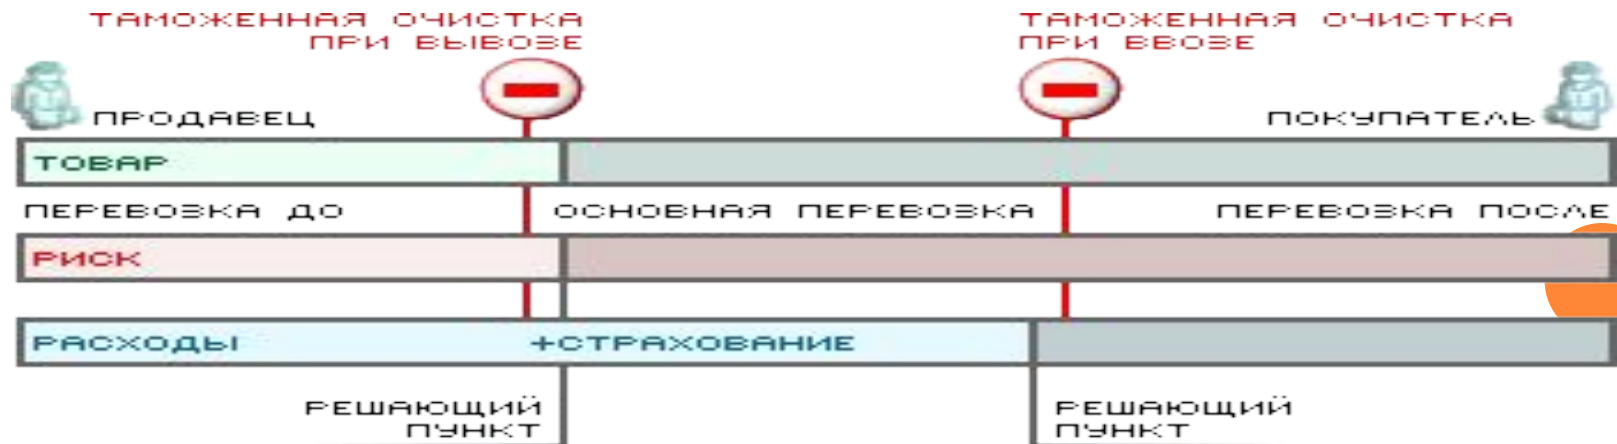 ТАМОЖЕННАЯ ОЧИСТКА
ПРИ ВЫВОЗЕ
ТАМОЖЕННАЯ ОЧИСТКА
ПРИ ВВОЗЕ
ПРОДАВЕЦ
ПОКУПАТЕЛЬ
ТОВАР
ПЕРЕВОЗКА ДО
ОСНОВНАЯ ПЕРЕВОЗКА
ПЕРЕВОЗКА ПОСЛЕ
РИСК
РАСХОДЫ
+СТРАХОВАНИЕ
РЕШАЮЩИЙ
ПУНКТ
РЕШАЮЩИЙ
ПУНКТ